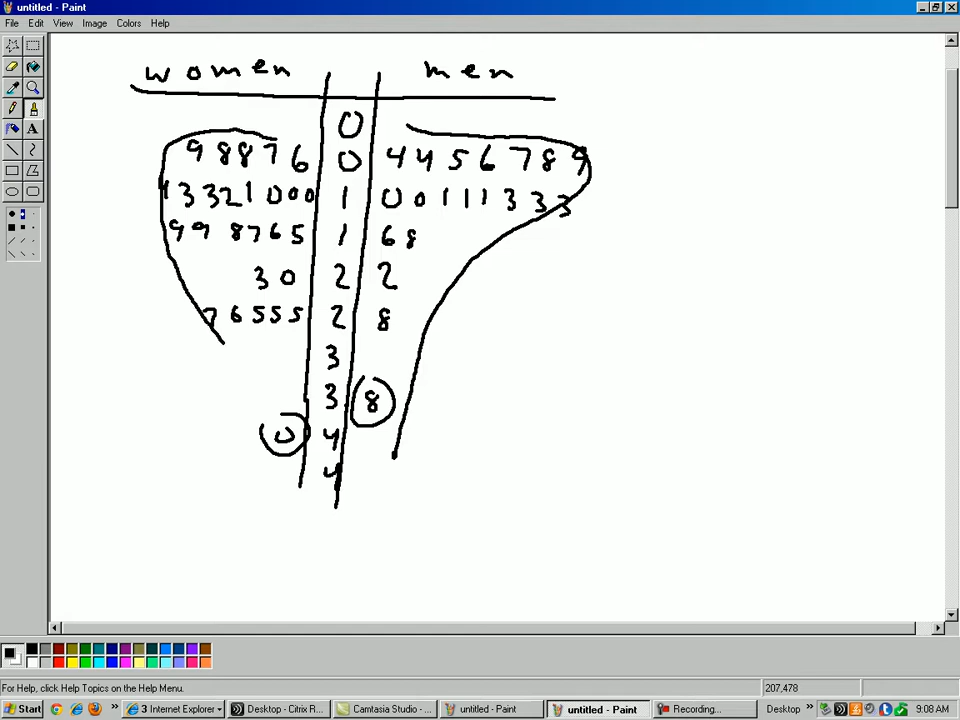 untitled - Paint
File Edit View Image Colors Help
women men
0
9 8 8 7 6 0 4 4 5 6 7 8 9
1 3 3 2 1 0 0 0 1 0 0 1 1 1 3 3 3
9 9 8 7 6 5 1 6 8
3 0 2 2
7 6 5 5 5 2 8
3
3 8
0 4
4
For Help, click Help Topics on the Help Menu. 207,478
Start » 3 Internet Explorer Desktop - Citrix R... Camtasia Studio - ... untitled - Paint untitled - Paint Recording... Desktop » 9:08 AM